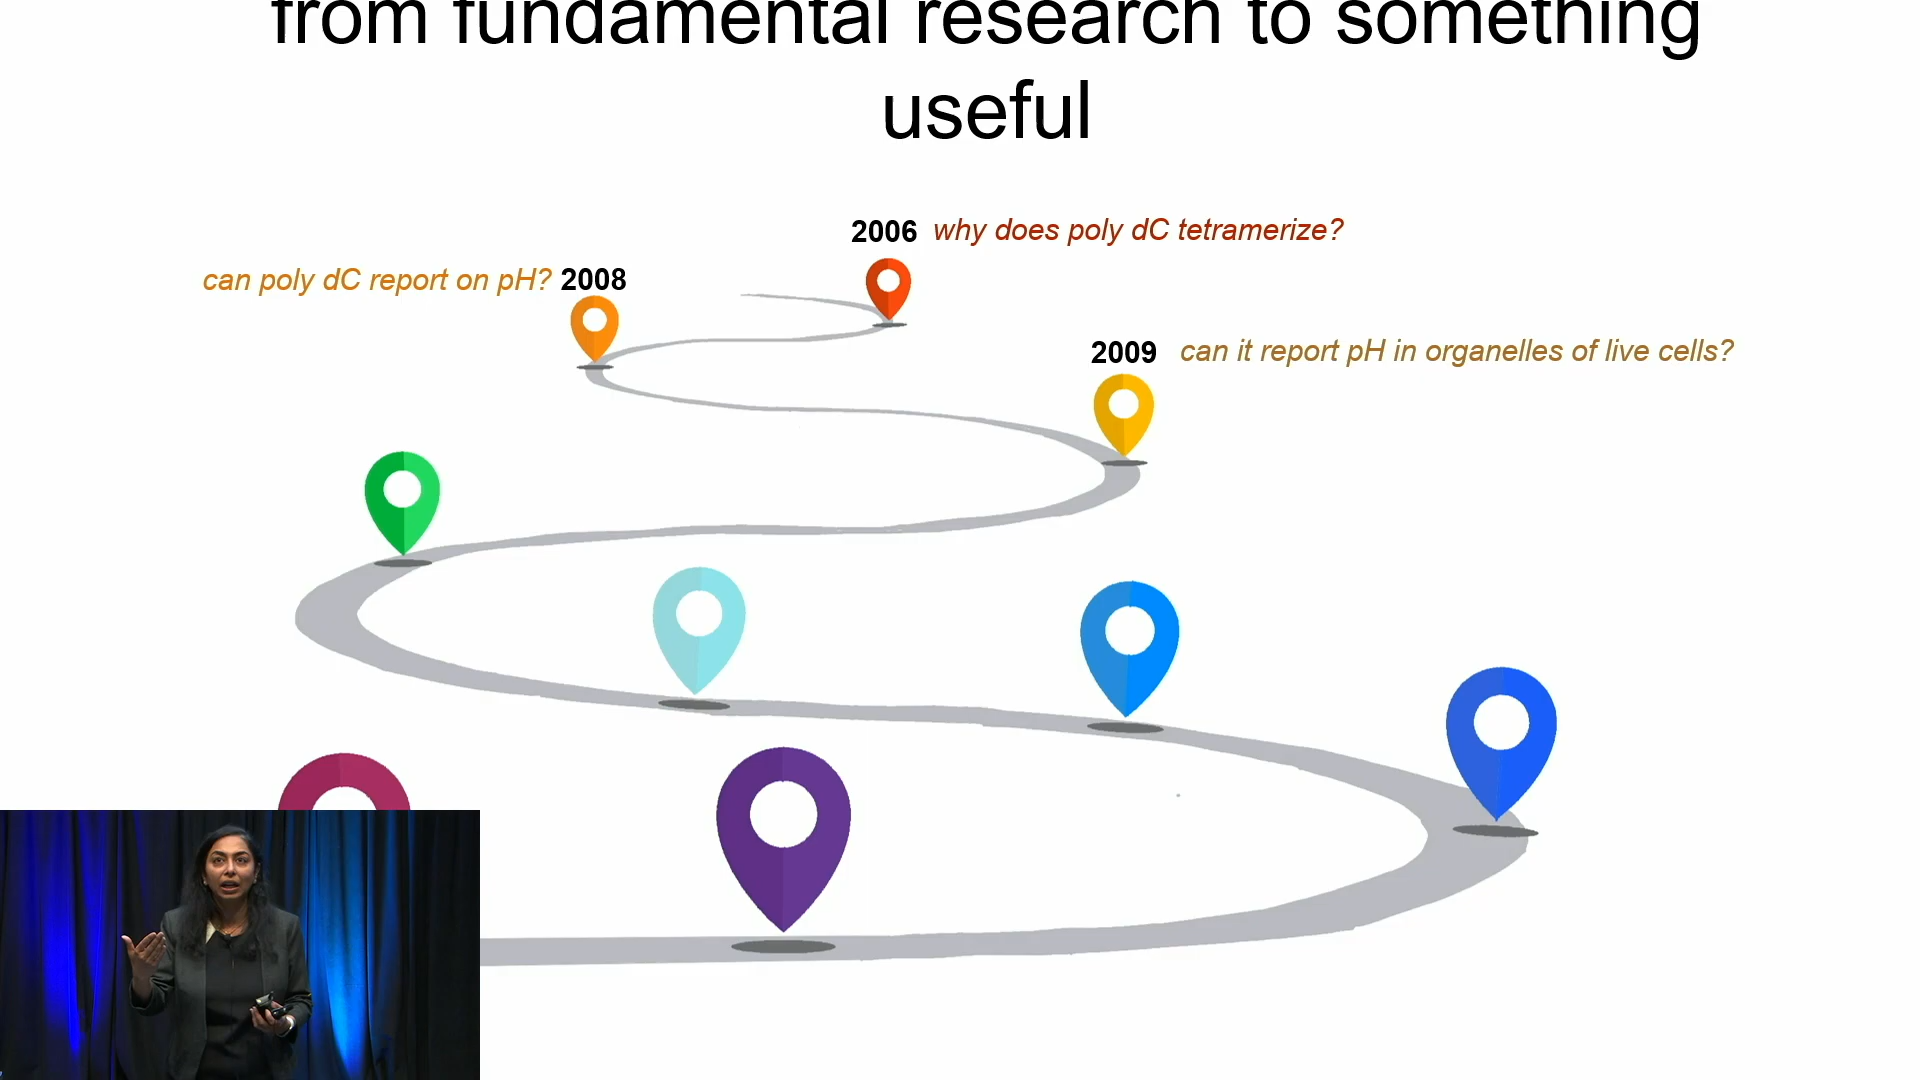 from fundamental research to something
useful
2006 why does poly dC tetramerize?
can poly dC report on pH? 2008
2009 can it report pH in organelles of live cells?